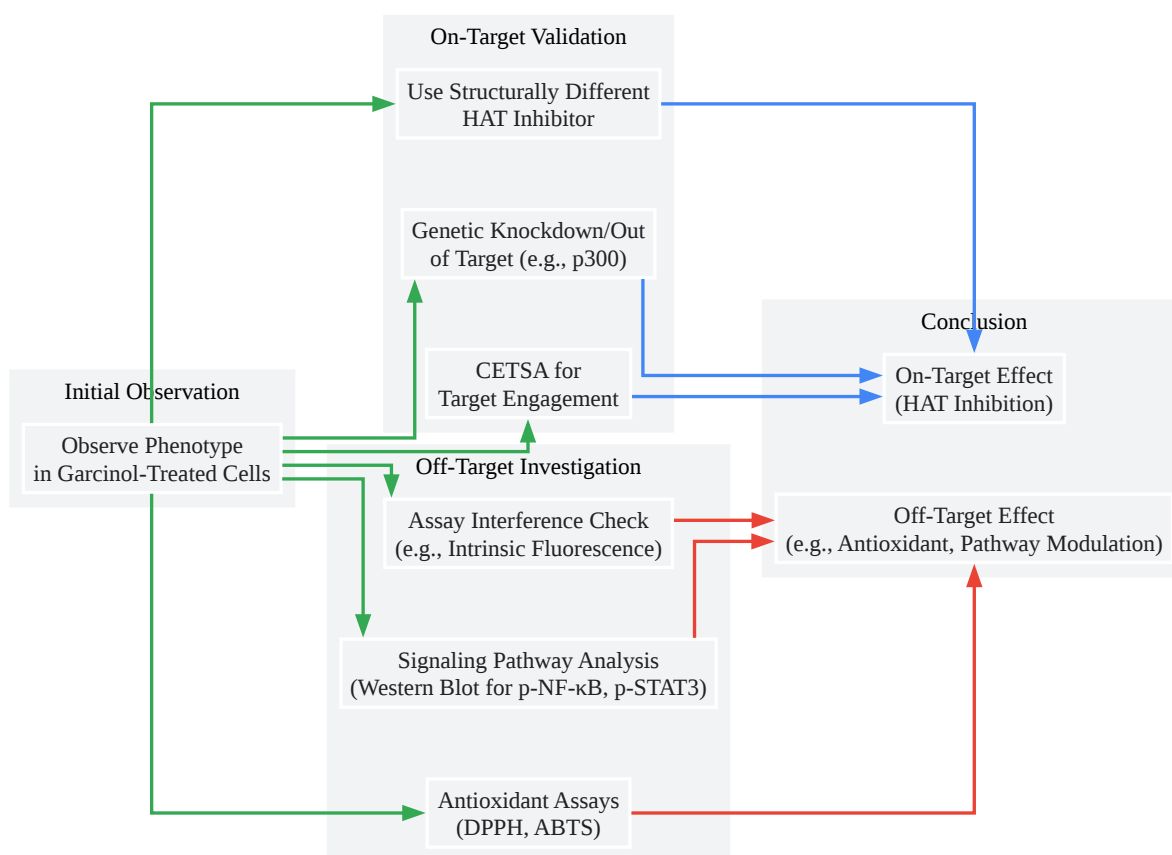 On-Target Validation
Use Structurally Different
HAT Inhibitor
Genetic Knockdown/Out
of Target (e.g., p300)
CETSA for
Target Engagement
Initial Observation
Observe Phenotype
in Garcinol-Treated Cells
Off-Target Investigation
Assay Interference Check
(e.g., Intrinsic Fluorescence)
Signaling Pathway Analysis
(Western Blot for p-NF-κB, p-STAT3)
Antioxidant Assays
(DPPH, ABTS)
Conclusion
On-Target Effect
(HAT Inhibition)
Off-Target Effect
(e.g., Antioxidant, Pathway Modulation)